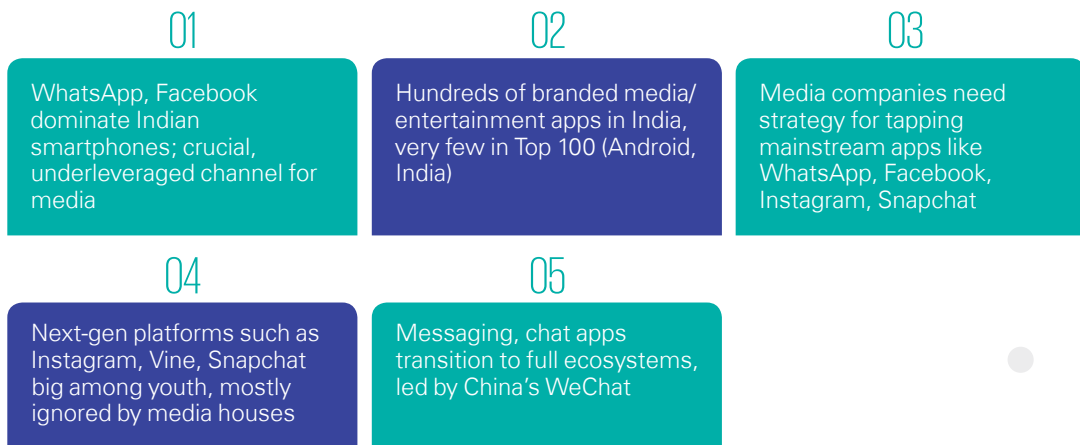 01
WhatsApp, Facebook
dominate Indian
smartphones; crucial,
underleveraged channel for
media
02
Hundreds of branded media/
entertainment apps in India,
very few in Top 100 (Android,
India)
03
Media companies need
strategy for tapping
mainstream apps like
WhatsApp, Facebook,
Instagram, Snapchat
04
Next-gen platforms such as
Instagram, Vine, Snapchat
big among youth, mostly
ignored by media houses
05
Messaging, chat apps
transition to full ecosystems,
led by China’s WeChat